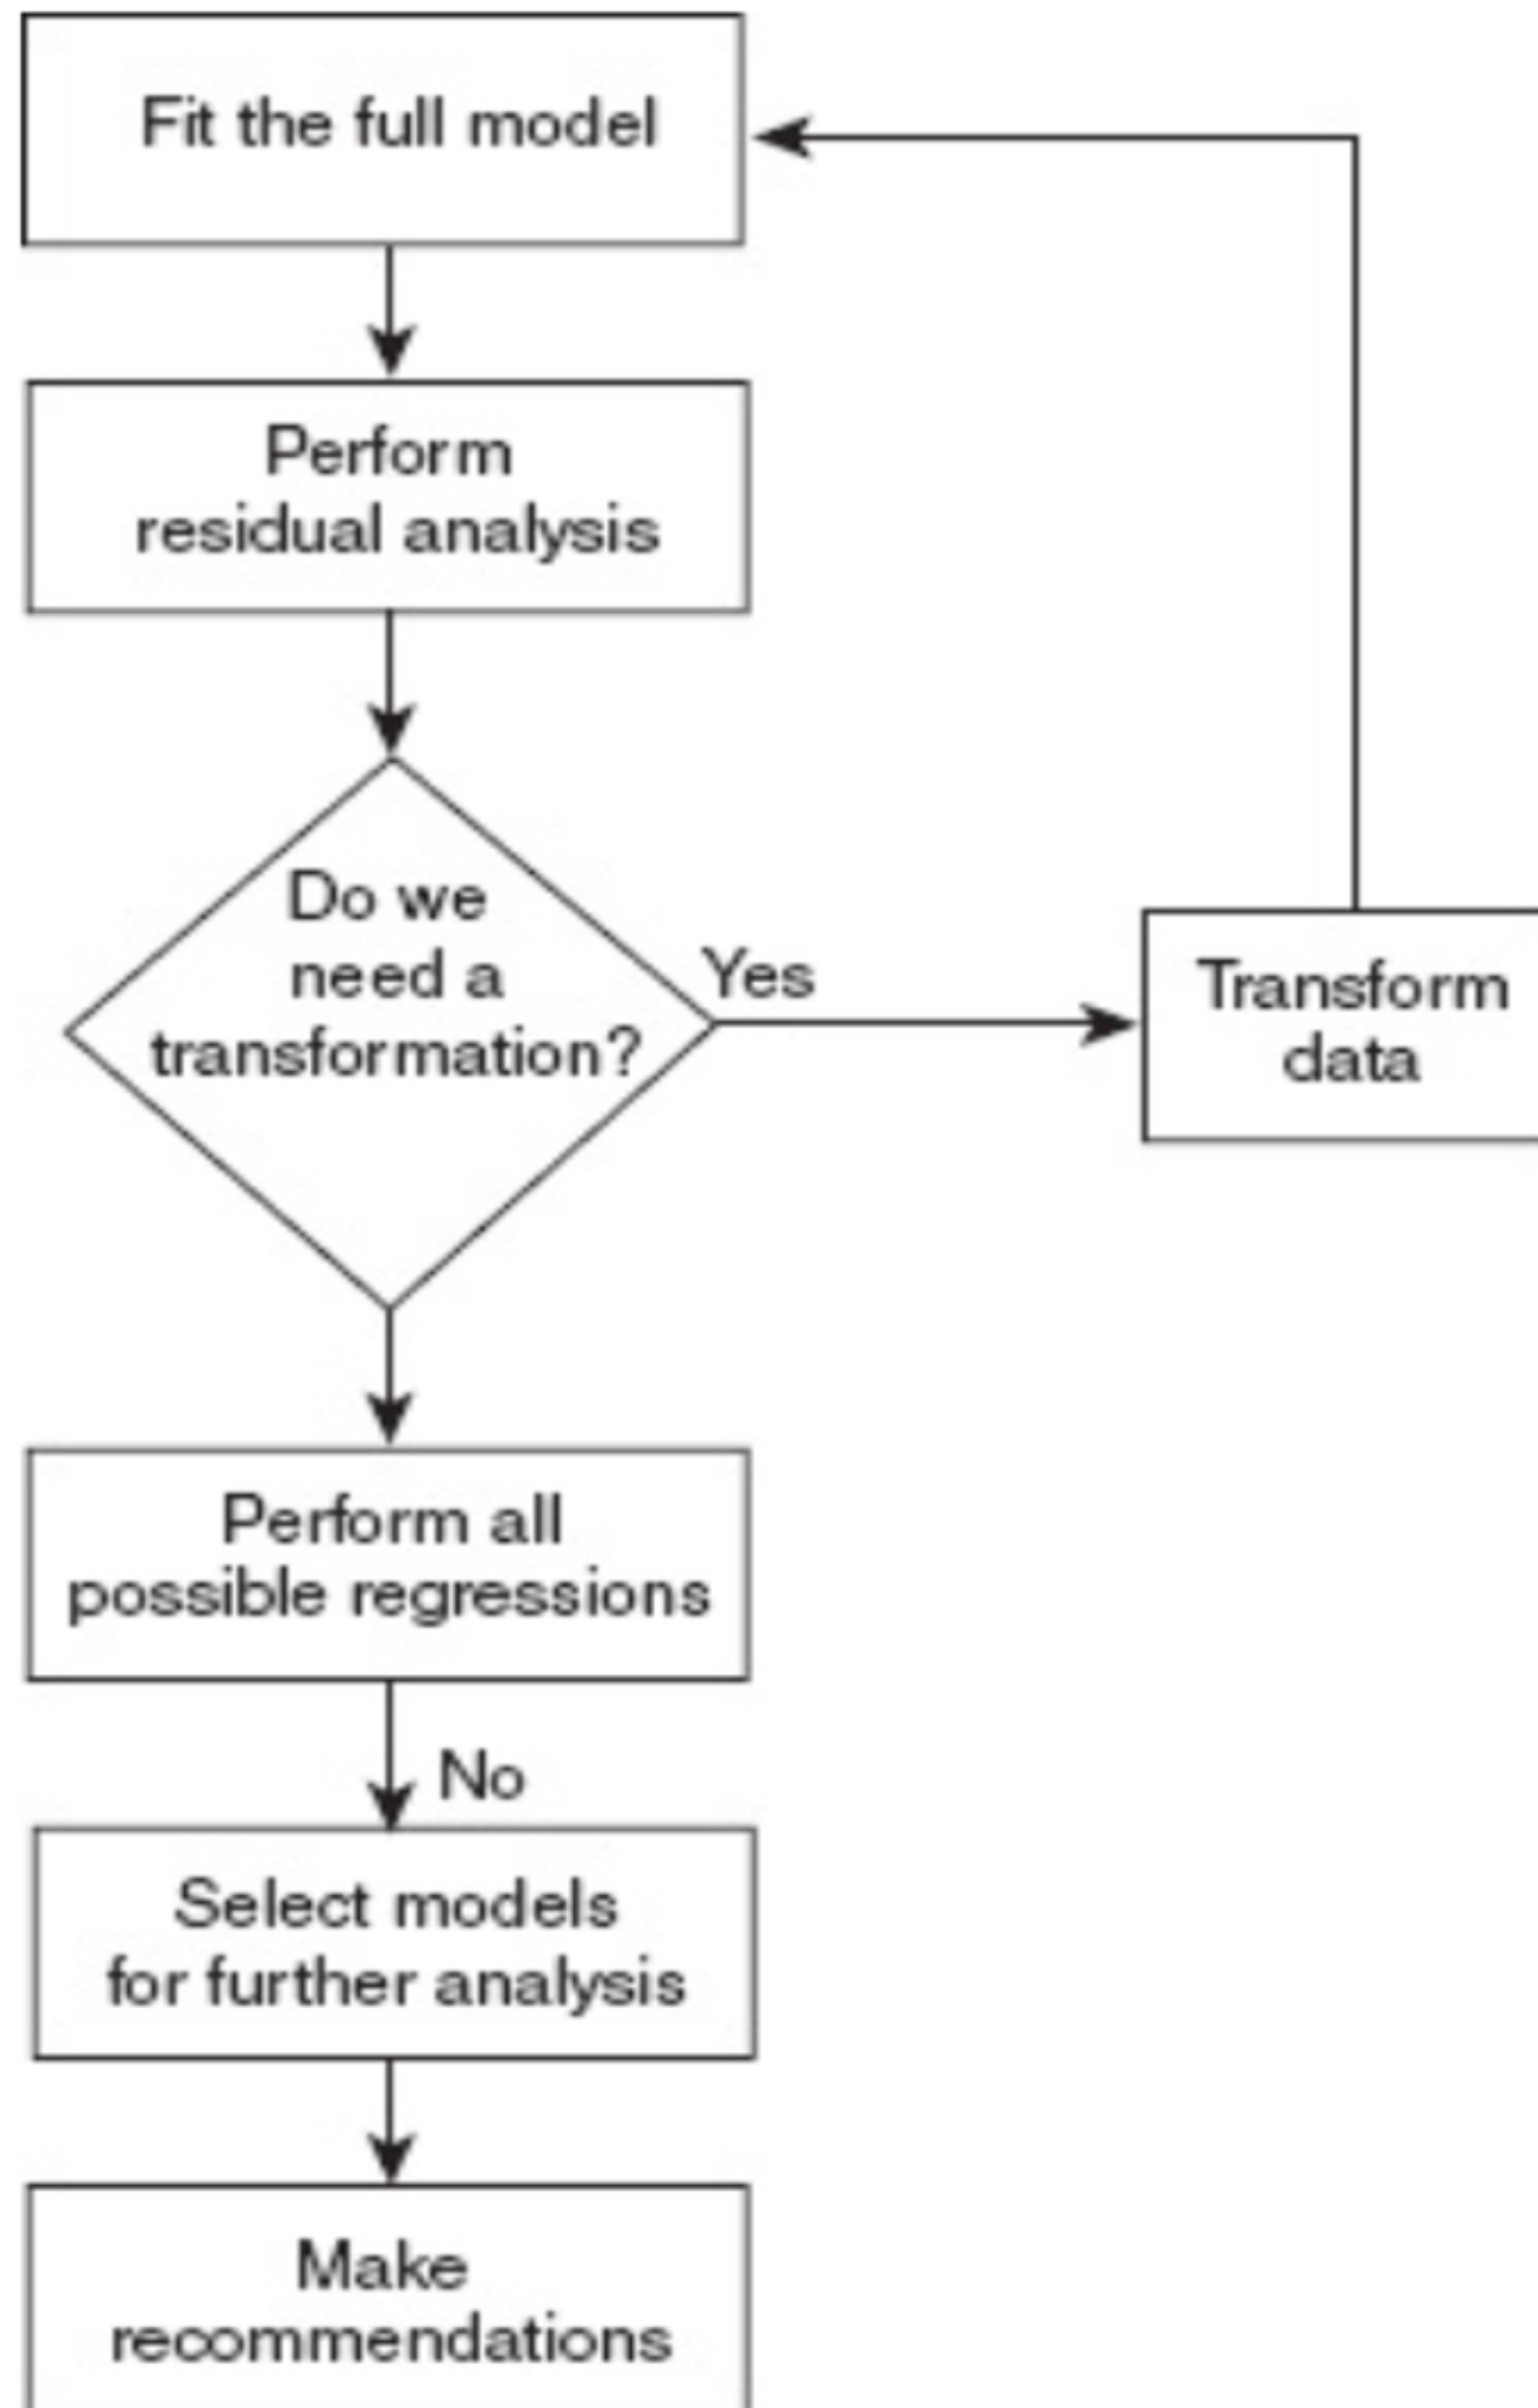 Fit the full model
Perform
residual analysis
Do we
need a
transformation?
Yes
Transform
data
Perform all
possible regressions
No
Select models
for further analysis
Make
recommendations